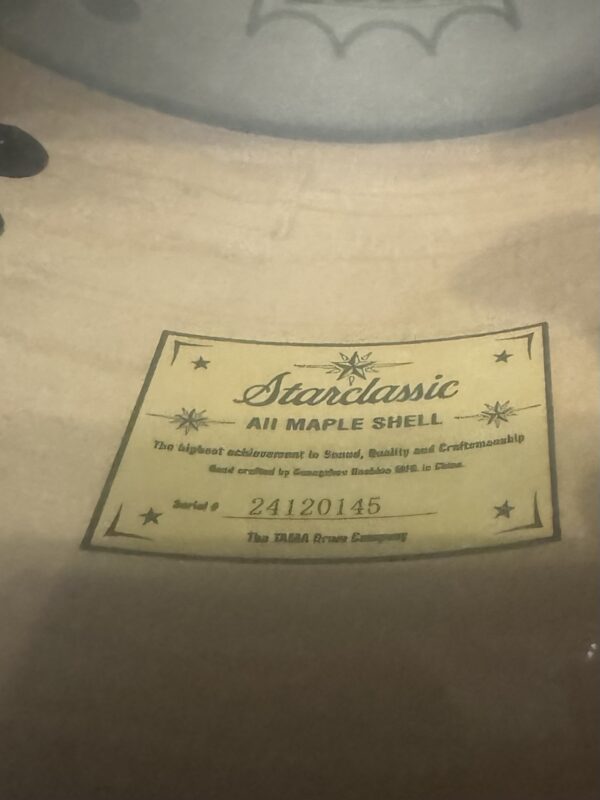 Starclassic
All MAPLE SHELL
The highest achievement in Sound, Quality and Craftsmanship
Hand crafted by Guangzhou Hoshino MFG. in China.
Serial # 24120145
The TAMA Drum Company